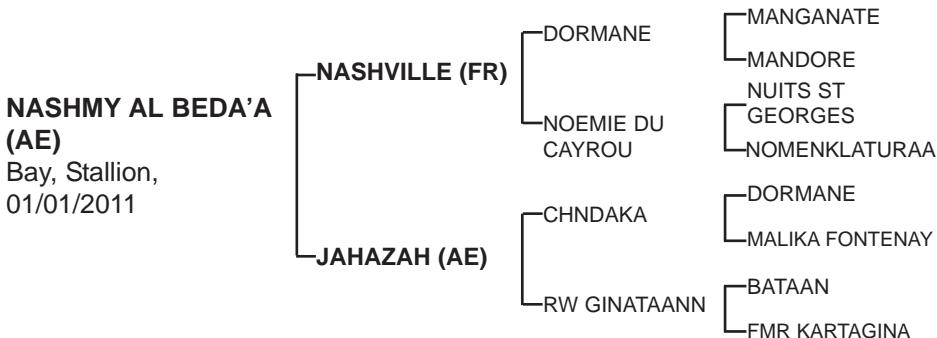 NASHMY AL BEDA’A
(AE)
Bay, Stallion,
01/01/2011
NASHVILLE (FR)
JAHAZAH (AE)
DORMANE
NOEMIE DU
CAYROU
CHNDAKA
RW GINATAANN
MANGANATE
MANDORE
NUITS ST
GEORGES
NOMENKLATURAA
DORMANE
MALIKA FONTENAY
BATAAN
FMR KARTAGINA